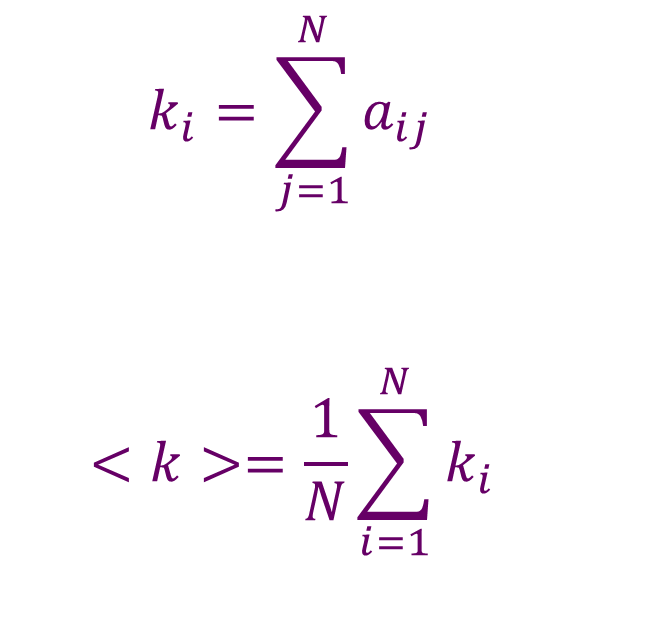 k_i = \sum_{j=1}^{N} a_{ij}
< k >= \frac{1}{N} \sum_{i=1}^{N} k_i